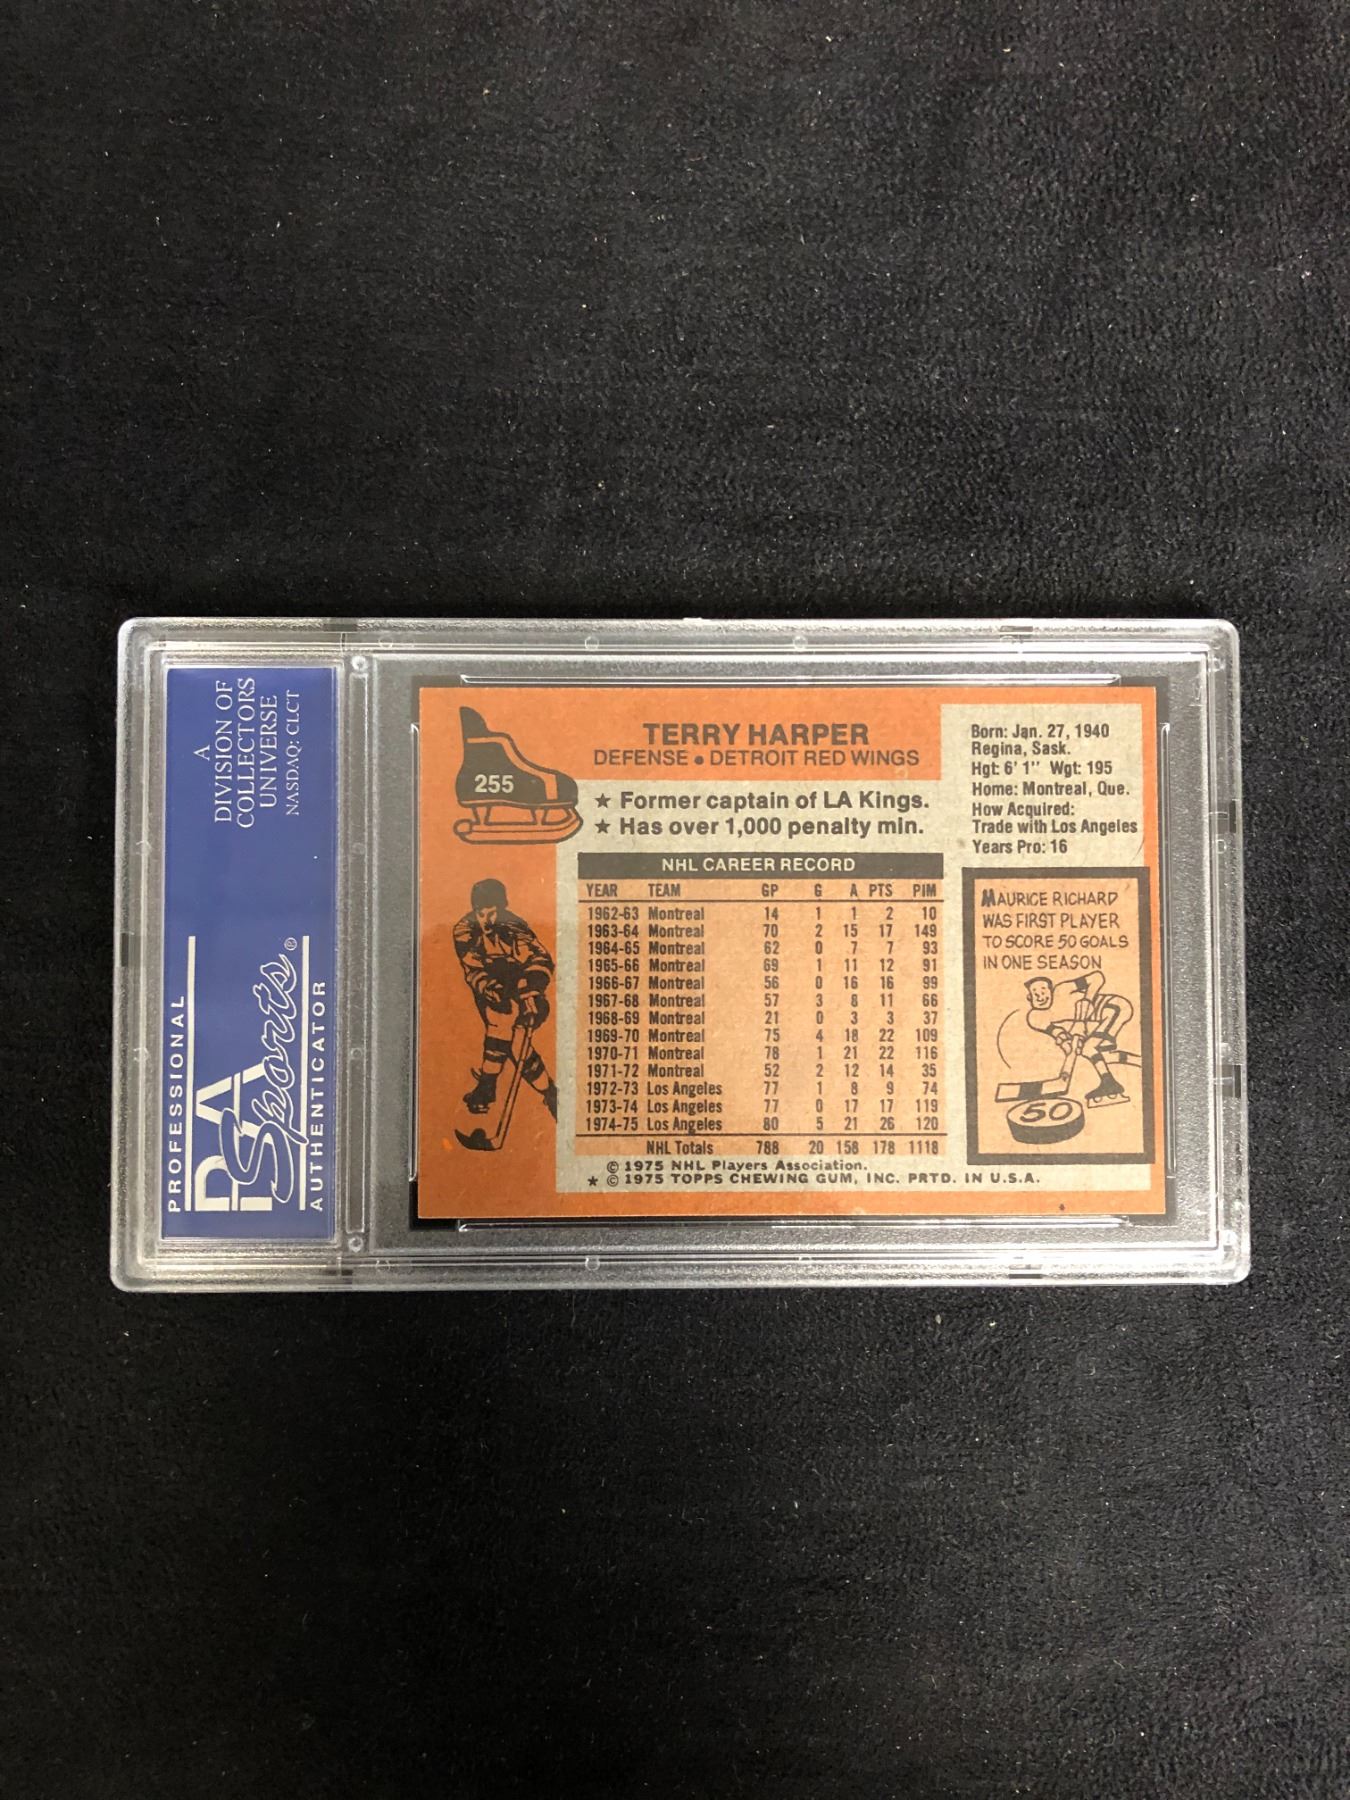 A
DIVISION OF
COLLECTORS
UNIVERSE
NASDAQ: CLCT
PROFESSIONAL
PSA
Sports®
AUTHENTICATOR
255
TERRY HARPER
DEFENSE • DETROIT RED WINGS
★ Former captain of LA Kings.
★ Has over 1,000 penalty min.
Born: Jan. 27, 1940
Regina, Sask.
Hgt: 6' 1" Wgt: 195
Home: Montreal, Que.
How Acquired:
Trade with Los Angeles
Years Pro: 16
NHL CAREER RECORD
YEAR TEAM GP G A PTS PIM
1962-63 Montreal 14 1 1 2 10
1963-64 Montreal 70 2 15 17 149
1964-65 Montreal 62 0 7 7 93
1965-66 Montreal 69 1 11 12 91
1966-67 Montreal 56 0 16 16 99
1967-68 Montreal 57 3 8 11 66
1968-69 Montreal 21 0 3 3 37
1969-70 Montreal 75 4 18 22 109
1970-71 Montreal 78 1 21 22 116
1971-72 Montreal 52 2 12 14 35
1972-73 Los Angeles 77 1 8 9 74
1973-74 Los Angeles 77 0 17 17 119
1974-75 Los Angeles 80 5 21 26 120
NHL Totals 788 20 158 178 1118
© 1975 NHL Players Association.
★ © 1975 TOPPS CHEWING GUM, INC. PRTD. IN U.S.A.
MAURICE RICHARD
WAS FIRST PLAYER
TO SCORE 50 GOALS
IN ONE SEASON
50